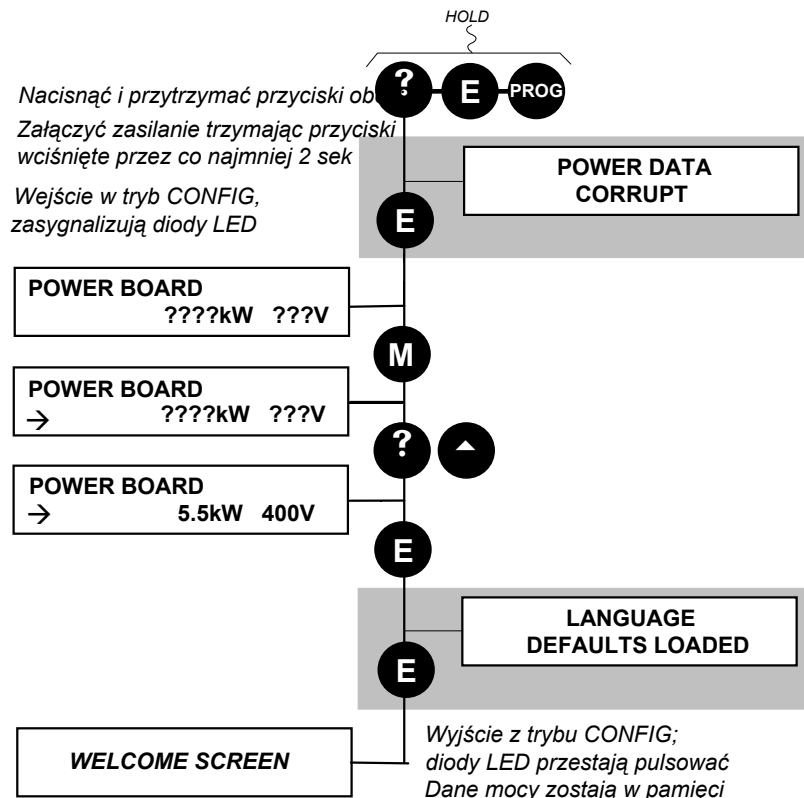 HOLD
? E PROG
Nacisnąć i przytrzymać przyciski
Załączyć zasilanie trzymając przyciski
wciśnięte przez co najmniej 2 sek
POWER DATA
CORRUPT
Wejście w tryb CONFIG,
zasygnalizują diody LED
E
POWER BOARD
????kW ???V
M
POWER BOARD
→ ????kW ???V
?
POWER BOARD
→ 5.5kW 400V
E
LANGUAGE
DEFAULTS LOADED
E
WELCOME SCREEN
Wyjście z trybu CONFIG;
diody LED przestają pulsować
Dane mocy zostają w pamięci